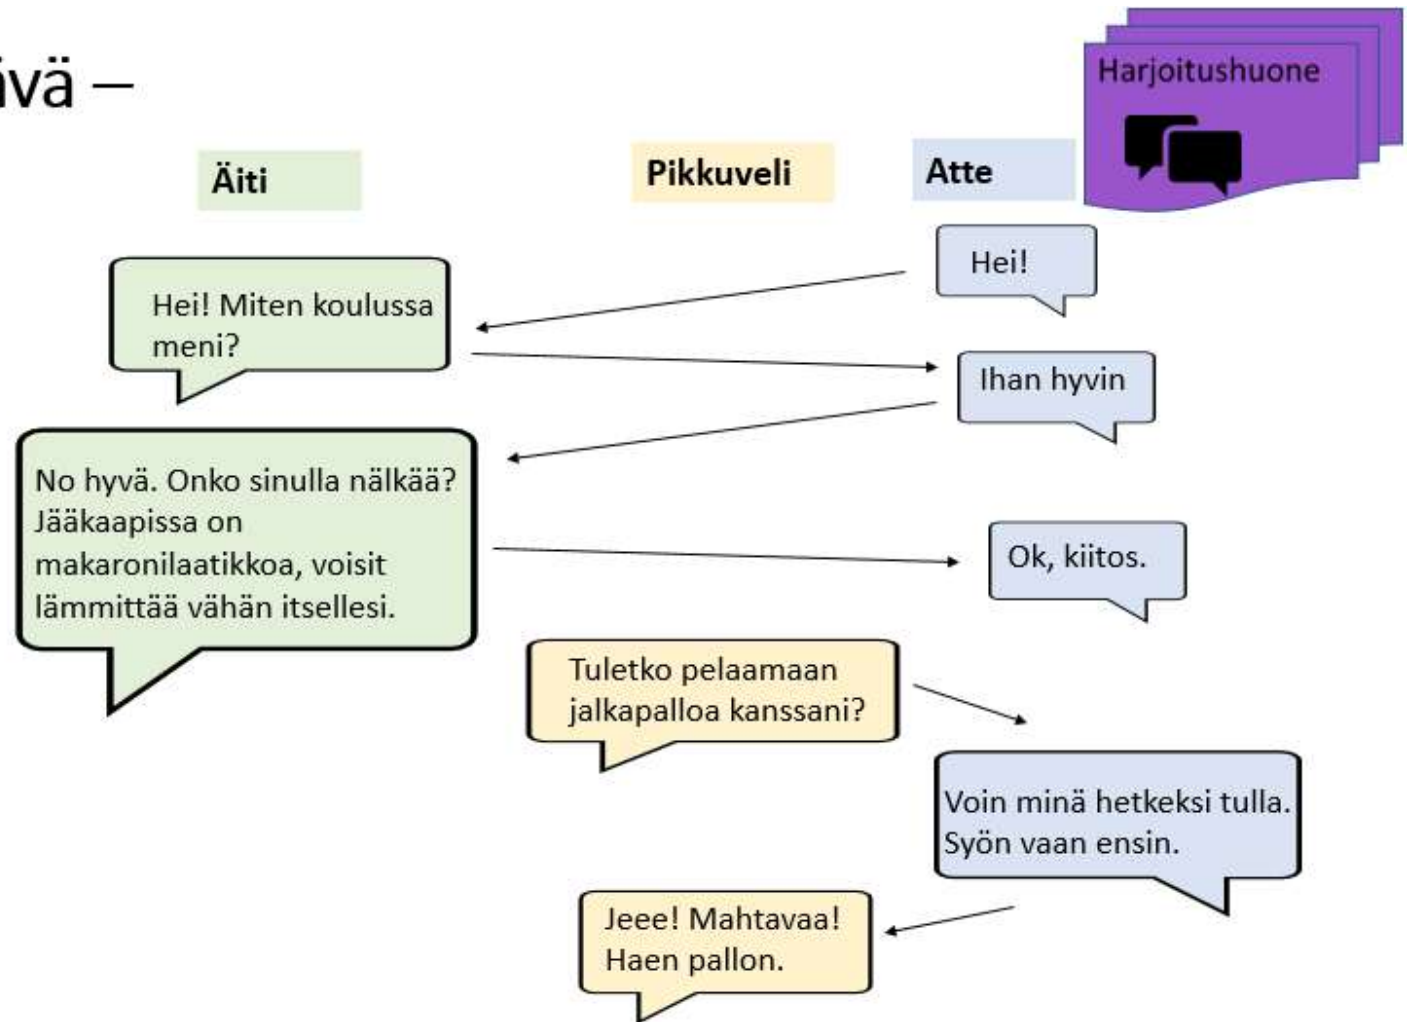 Harjoitushuone
Äiti
Pikkuveli
Atte
Hei!
Hei! Miten koulussa
meni?
Ihan hyvin
No hyvä. Onko sinulla nälkää?
Jääkaapissa on
makaronilaatikkoa, voisit
lämmittää vähän itsellesi.
Ok, kiitos.
Tuletko pelaamaan
jalkapalloa kanssani?
Voin minä hetkeksi tulla.
Syön vaan ensin.
Jeee! Mahtavaa!
Haen pallon.